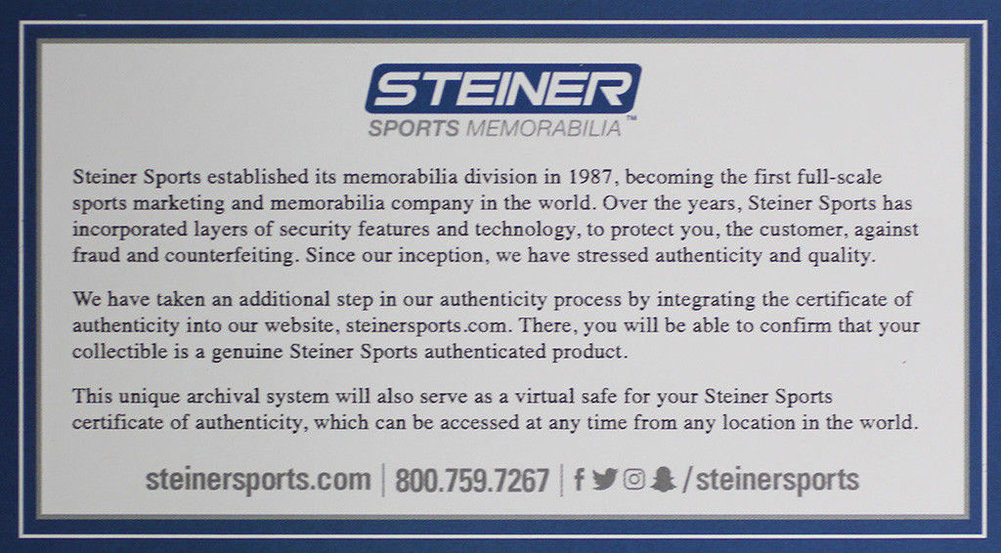 STEINER
SPORTS MEMORABILIA™
Steiner Sports established its memorabilia division in 1987, becoming the first full-scale
sports marketing and memorabilia company in the world. Over the years, Steiner Sports has
incorporated layers of security features and technology, to protect you, the customer, against
fraud and counterfeiting. Since our inception, we have stressed authenticity and quality.
We have taken an additional step in our authenticity process by integrating the certificate of
authenticity into our website, steinersports.com. There, you will be able to confirm that your
collectible is a genuine Steiner Sports authenticated product.
This unique archival system will also serve as a virtual safe for your Steiner Sports
certificate of authenticity, which can be accessed at any time from any location in the world.
steinersports.com | 800.759.7267 | f /steinersports